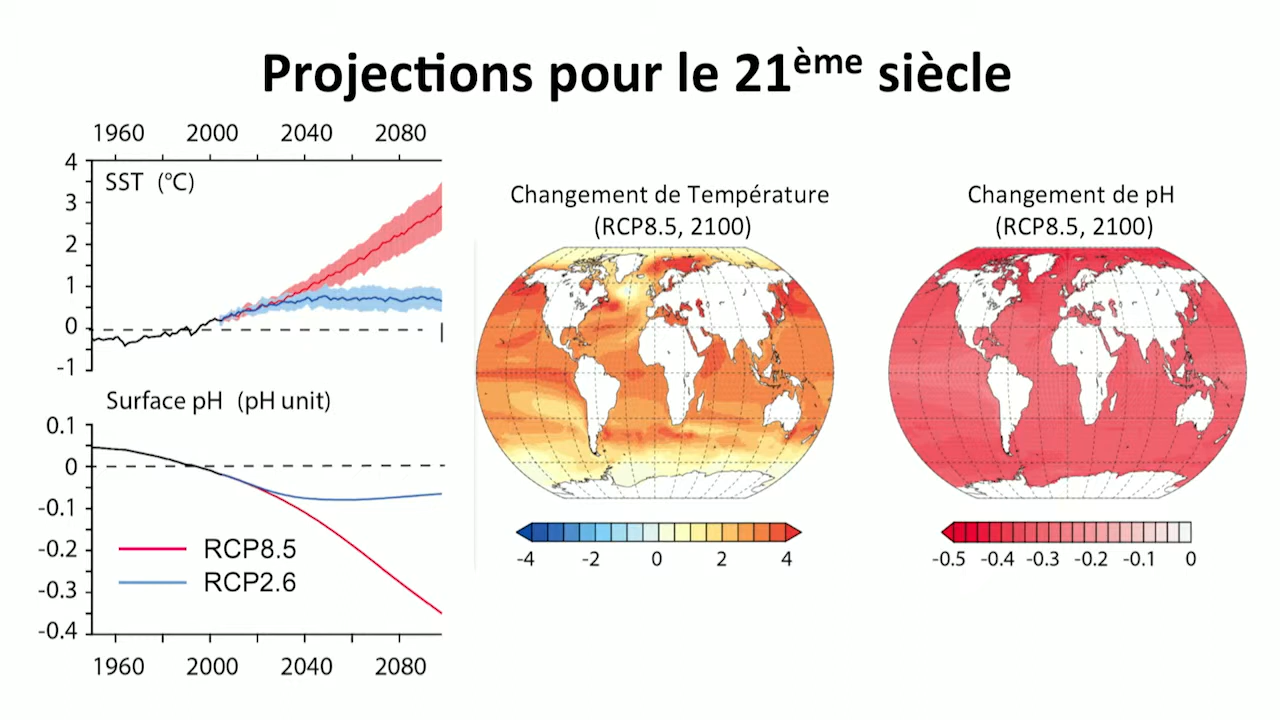 Projections pour le 21ème siècle
1960 2000 2040 2080
SST (°C)
4
3
2
1
0
-1
Surface pH (pH unit)
0.1
0
-0.1
-0.2
-0.3
-0.4
RCP8.5
RCP2.6
1960 2000 2040 2080
Changement de Température
(RCP8.5, 2100)
-4 -2 0 2 4
Changement de pH
(RCP8.5, 2100)
-0.5 -0.4 -0.3 -0.2 -0.1 0